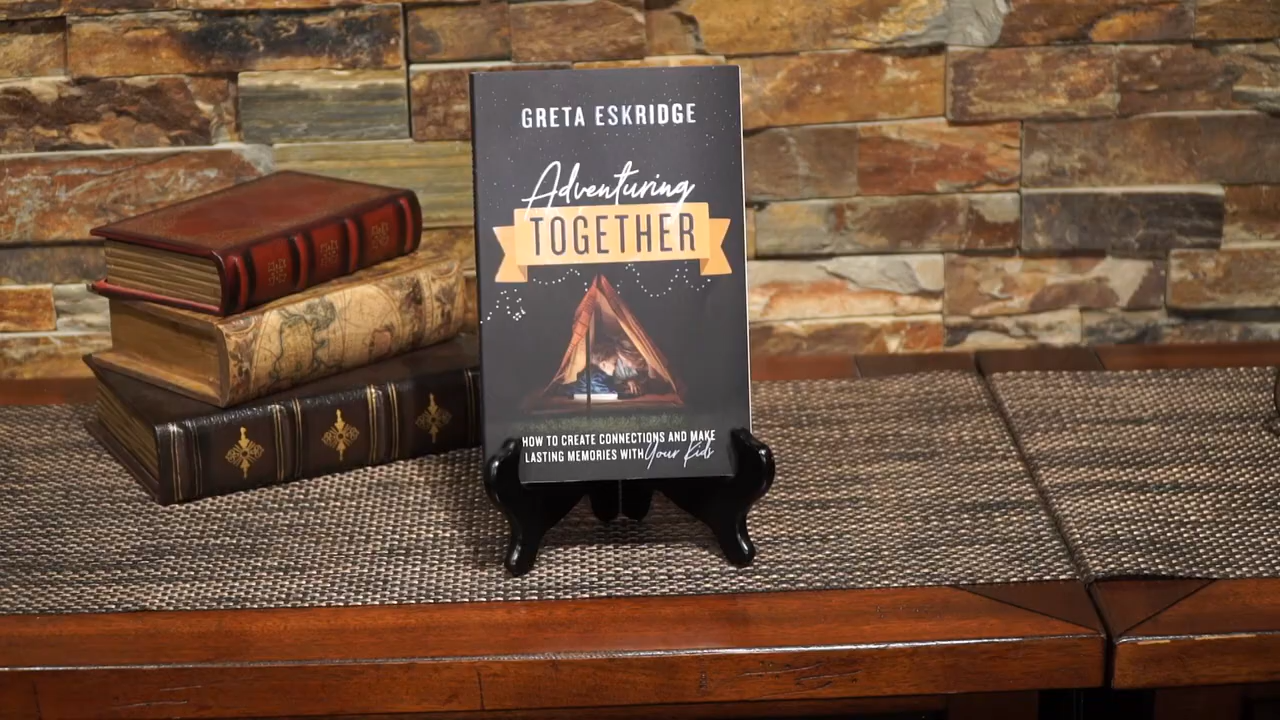 GRETA ESKRIDGE
Adventuring
TOGETHER
HOW TO CREATE CONNECTIONS AND MAKE
LASTING MEMORIES WITH Your Kids